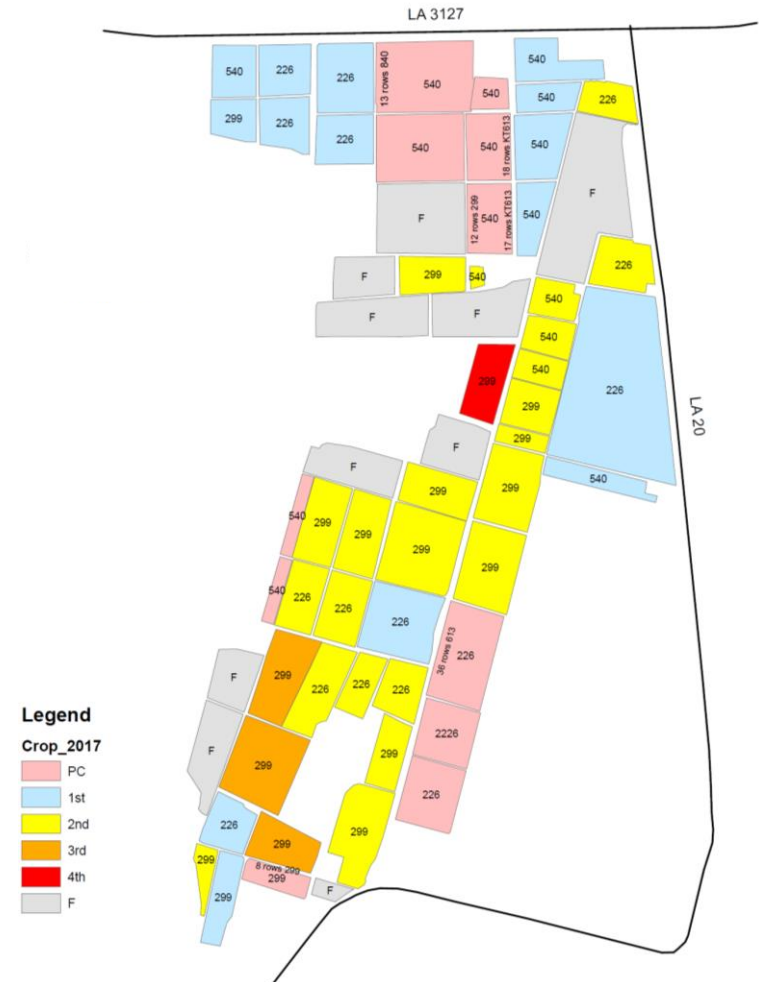 LA 3127
540
226
226
13 rows 840
540
540
540
299
226
226
540
540
18 rows KT613
540
540
226
F
12 rows 299
540
17 rows KT613
540
F
226
F
299
540
F
F
540
540
540
226
299
299
299
540
LA 20
F
F
299
299
540
299
299
299
299
540
226
226
226
36 rows 613
226
F
299
226
226
226
2226
F
299
299
226
226
299
299
299
8 rows 299
299
299
F
Legend
Crop_2017
PC
1st
2nd
3rd
4th
F